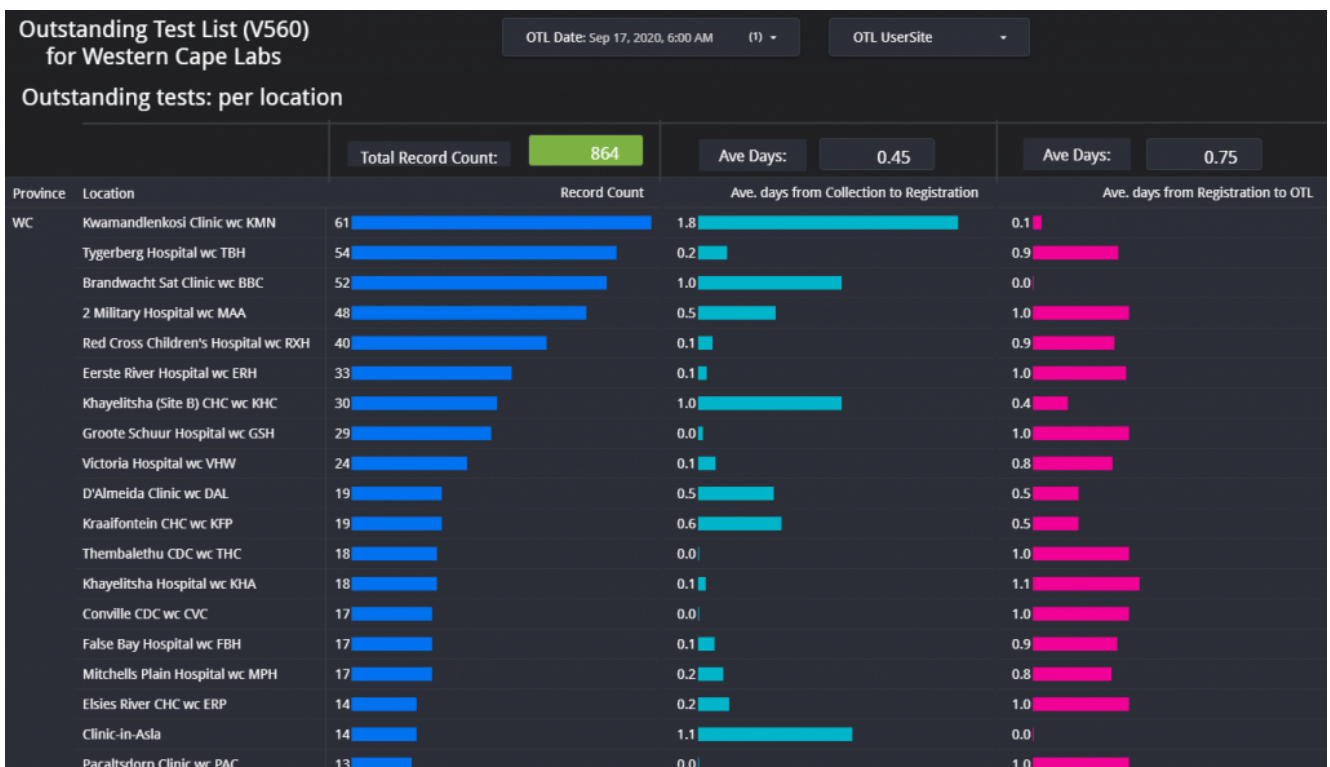 Outstanding Test List (V560)
for Western Cape Labs
OTL Date: Sep 17, 2020, 6:00 AM (1)
OTL UserSite
Outstanding tests: per location
Total Record Count: 864
Ave Days: 0.45
Ave Days: 0.75
Province Location Record Count Ave. days from Collection to Registration Ave. days from Registration to OTL
WC Kwamandlenkosi Clinic wc KMN 61 1.8 0.1
Tygerberg Hospital wc TBH 54 0.2 0.9
Brandwacht Sat Clinic wc BBC 52 1.0 0.0
2 Military Hospital wc MAA 48 0.5 1.0
Red Cross Children's Hospital wc RXH 40 0.1 0.9
Eerste River Hospital wc ERH 33 0.1 1.0
Khayelitsha (Site B) CHC wc KHC 30 1.0 0.4
Groote Schuur Hospital wc GSH 29 0.0 1.0
Victoria Hospital wc VHW 24 0.1 0.8
D'Almeida Clinic wc DAL 19 0.5 0.5
Kraaifontein CHC wc KFP 19 0.6 0.5
Thembalethu CDC wc THC 18 0.0 1.0
Khayelitsha Hospital wc KHA 18 0.1 1.1
Conville CDC wc CVC 17 0.0 1.0
False Bay Hospital wc FBH 17 0.1 0.9
Mitchells Plain Hospital wc MPH 17 0.2 0.8
Elsies River CHC wc ERP 14 0.2 1.0
Clinic-in-Asla 14 1.1 0.0
Pacaltsdorp Clinic wc PAC 13 0.0 1.0